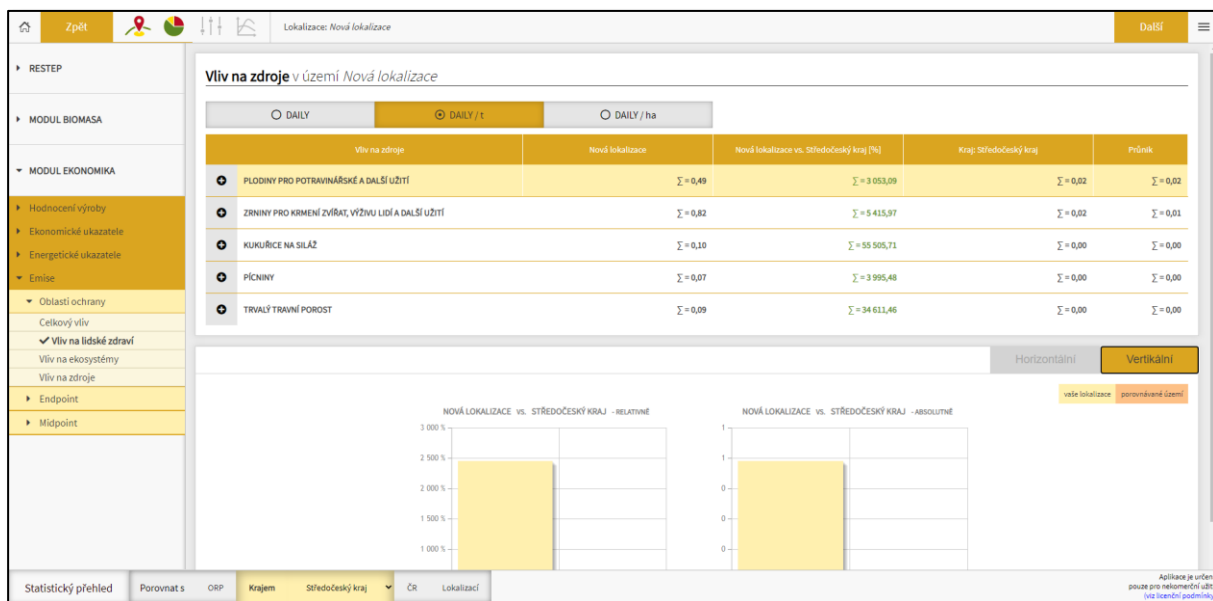 Zpět
Lokalizace: Nová lokalizace
Další
RESTEP
MODUL BIOMASA
MODUL EKONOMIKA
Hodnocení výroby
Ekonomické ukazatele
Energetické ukazatele
Emise
Oblasti ochrany
Celkový vliv
Vliv na lidské zdraví
Vliv na ekosystémy
Vliv na zdroje
Endpoint
Midpoint
Vliv na zdroje v území Nová lokalizace
DAILY DAILY / t DAILY / ha
Vliv na zdroje Nová lokalizace Nová lokalizace vs. Středočeský kraj [%] Kraj: Středočeský kraj Průnik
PLODINY PRO POTRAVINÁŘSKÉ A DALŠÍ UŽITÍ ∑ = 0,49 ∑ = 3 053,09 ∑ = 0,02 ∑ = 0,02
ZRNINY PRO KRMENÍ ZVÍŘAT, VÝŽIVU LIDÍ A DALŠÍ UŽITÍ ∑ = 0,82 ∑ = 5 415,97 ∑ = 0,02 ∑ = 0,01
KUKUŘICE NA SILÁŽ ∑ = 0,10 ∑ = 55 505,71 ∑ = 0,00 ∑ = 0,00
PÍCNINY ∑ = 0,07 ∑ = 3 995,48 ∑ = 0,00 ∑ = 0,00
TRVALÝ TRAVNÍ POROST ∑ = 0,09 ∑ = 34 611,46 ∑ = 0,00 ∑ = 0,00
Horizontální Vertikální
vaše lokalizace porovnávané území
NOVÁ LOKALIZACE VS. STŘEDOČESKÝ KRAJ - RELATIVNĚ
3 000 %
2 500 %
2 000 %
1 500 %
1 000 %
NOVÁ LOKALIZACE VS. STŘEDOČESKÝ KRAJ - ABSOLUTNĚ
1
1
0
0
0
Statistický přehled Porovnat s ORP Krajem Středočeský kraj ČR Lokalizací
Aplikace je určen
pouze pro nekomerční užit
(viz licenční podmínky